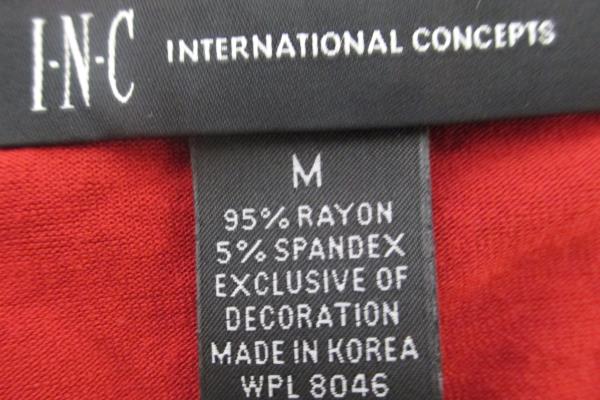 I·N·C INTERNATIONAL CONCEPTS
M
95% RAYON
5% SPANDEX
EXCLUSIVE OF
DECORATION
MADE IN KOREA
WPL 8046